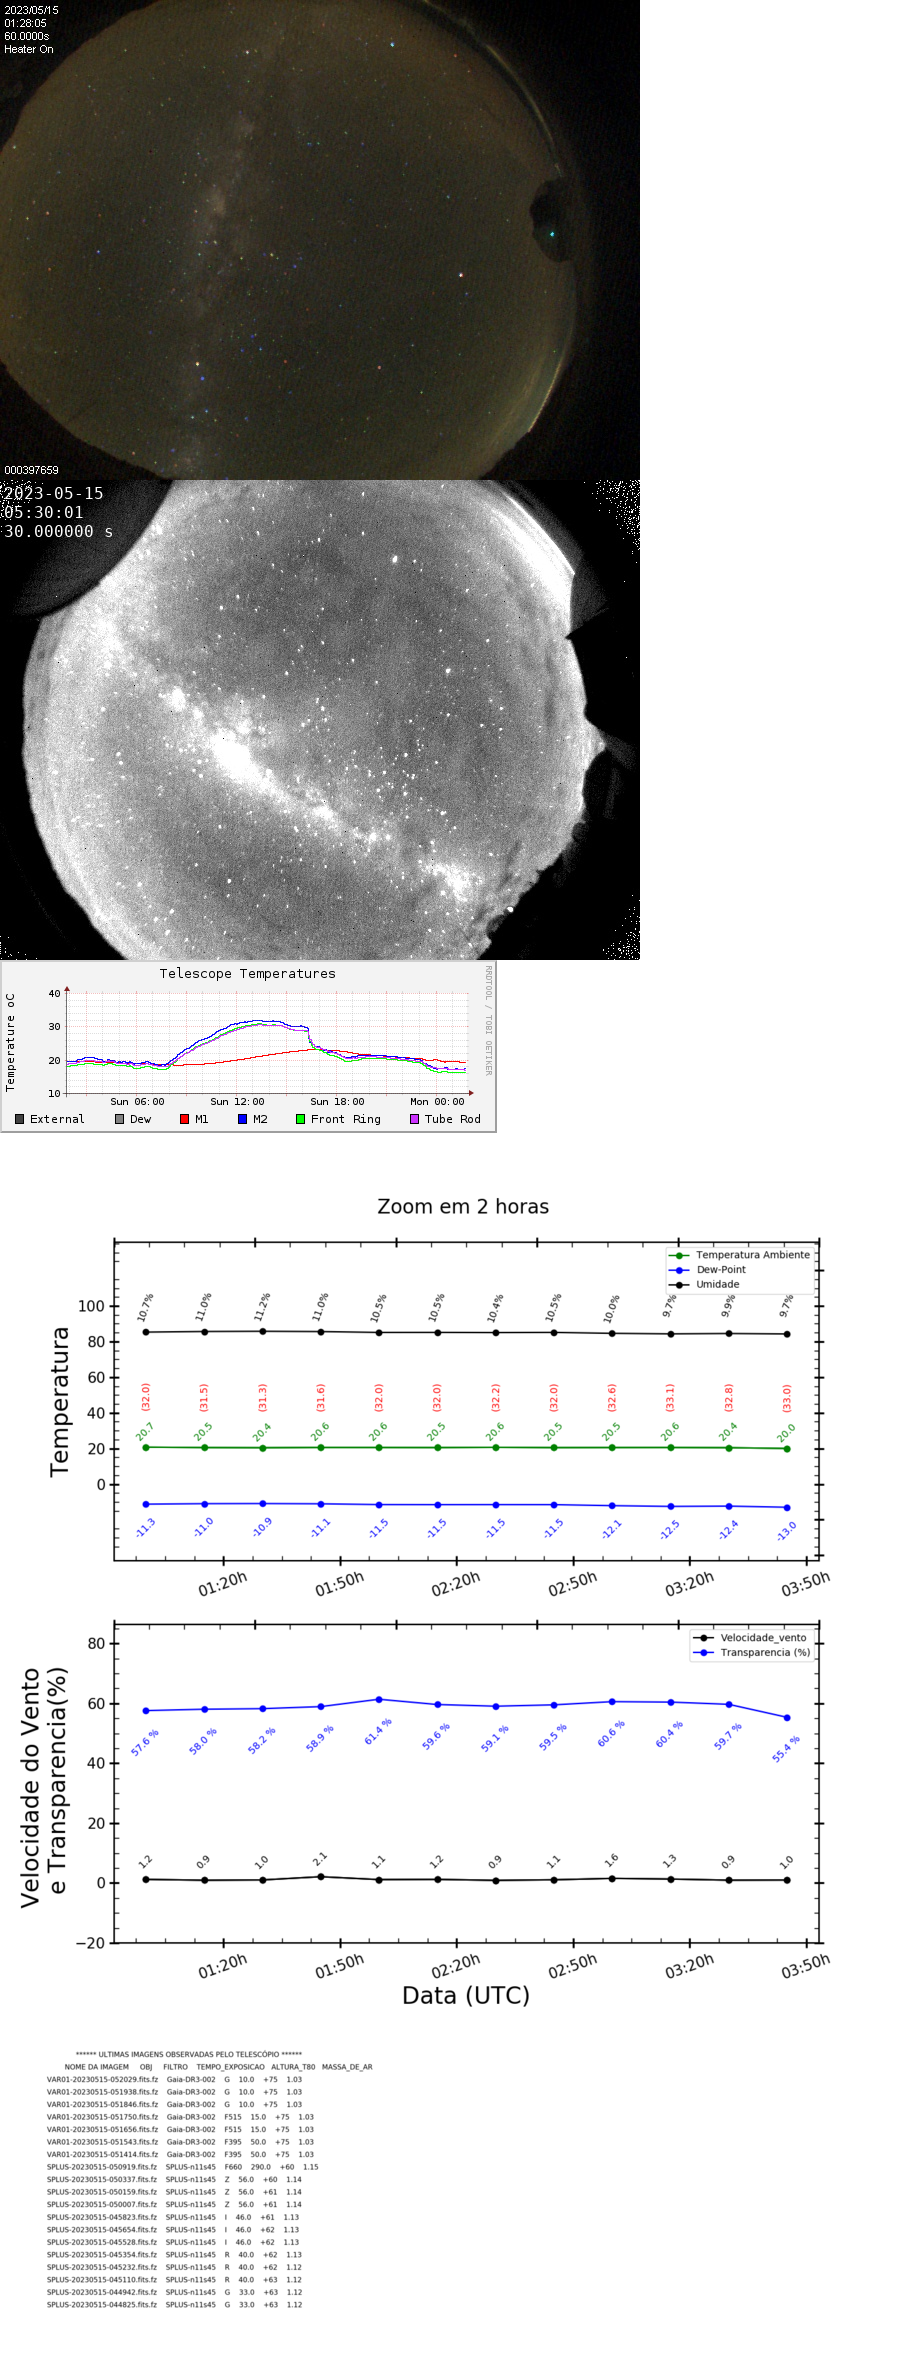 2023/05/15
01:28:05
60.0000s
Heater On
000397659
2023-05-15
05:30:01
30.000000 s
Telescope Temperatures
RRDTOOL / TOBI OETIKER
Temperature oC
40
30
20
10
Sun 06:00 Sun 12:00 Sun 18:00 Mon 00:00
External Dew M1 M2 Front Ring Tube Rod
Zoom em 2 horas
Temperatura Ambiente
Dew-Point
Umidade
Temperatura
100
80
60
40
20
0
10.7% 11.0% 11.2% 11.0% 10.5% 10.5% 10.4% 10.5% 10.0% 9.7% 9.9% 9.7%
(32.0) (31.5) (31.3) (31.6) (32.0) (32.0) (32.2) (32.0) (32.6) (33.1) (32.8) (33.0)
20.7 20.5 20.4 20.6 20.6 20.5 20.6 20.5 20.5 20.6 20.4 20.0
-11.3 -11.0 -10.9 -11.1 -11.5 -11.5 -11.5 -11.5 -12.1 -12.5 -12.4 -13.0
01:20h 01:50h 02:20h 02:50h 03:20h 03:50h
Velocidade_vento
Transparencia (%)
Velocidade do Vento
e Transparencia(%)
80
60
40
20
0
−20
57.6 % 58.0 % 58.2 % 58.9 % 61.4 % 59.6 % 59.1 % 59.5 % 60.6 % 60.4 % 59.7 % 55.4 %
1.2 0.9 1.0 2.1 1.1 1.2 0.9 1.1 1.6 1.3 0.9 1.0
01:20h 01:50h 02:20h 02:50h 03:20h 03:50h
Data (UTC)
****** ULTIMAS IMAGENS OBSERVADAS PELO TELESCÓPIO ******
NOME DA IMAGEM OBJ FILTRO TEMPO_EXPOSICAO ALTURA_T80 MASSA_DE_AR
VAR01-20230515-052029.fits.fz Gaia-DR3-002 G 10.0 +75 1.03
VAR01-20230515-051938.fits.fz Gaia-DR3-002 G 10.0 +75 1.03
VAR01-20230515-051846.fits.fz Gaia-DR3-002 G 10.0 +75 1.03
VAR01-20230515-051750.fits.fz Gaia-DR3-002 F515 15.0 +75 1.03
VAR01-20230515-051656.fits.fz Gaia-DR3-002 F515 15.0 +75 1.03
VAR01-20230515-051543.fits.fz Gaia-DR3-002 F395 50.0 +75 1.03
VAR01-20230515-051414.fits.fz Gaia-DR3-002 F395 50.0 +75 1.03
SPLUS-20230515-050919.fits.fz SPLUS-n11s45 F660 290.0 +60 1.15
SPLUS-20230515-050337.fits.fz SPLUS-n11s45 Z 56.0 +60 1.14
SPLUS-20230515-050159.fits.fz SPLUS-n11s45 Z 56.0 +61 1.14
SPLUS-20230515-050007.fits.fz SPLUS-n11s45 Z 56.0 +61 1.14
SPLUS-20230515-045823.fits.fz SPLUS-n11s45 I 46.0 +61 1.13
SPLUS-20230515-045654.fits.fz SPLUS-n11s45 I 46.0 +62 1.13
SPLUS-20230515-045528.fits.fz SPLUS-n11s45 I 46.0 +62 1.13
SPLUS-20230515-045354.fits.fz SPLUS-n11s45 R 40.0 +62 1.13
SPLUS-20230515-045232.fits.fz SPLUS-n11s45 R 40.0 +62 1.12
SPLUS-20230515-045110.fits.fz SPLUS-n11s45 R 40.0 +63 1.12
SPLUS-20230515-044942.fits.fz SPLUS-n11s45 G 33.0 +63 1.12
SPLUS-20230515-044825.fits.fz SPLUS-n11s45 G 33.0 +63 1.12